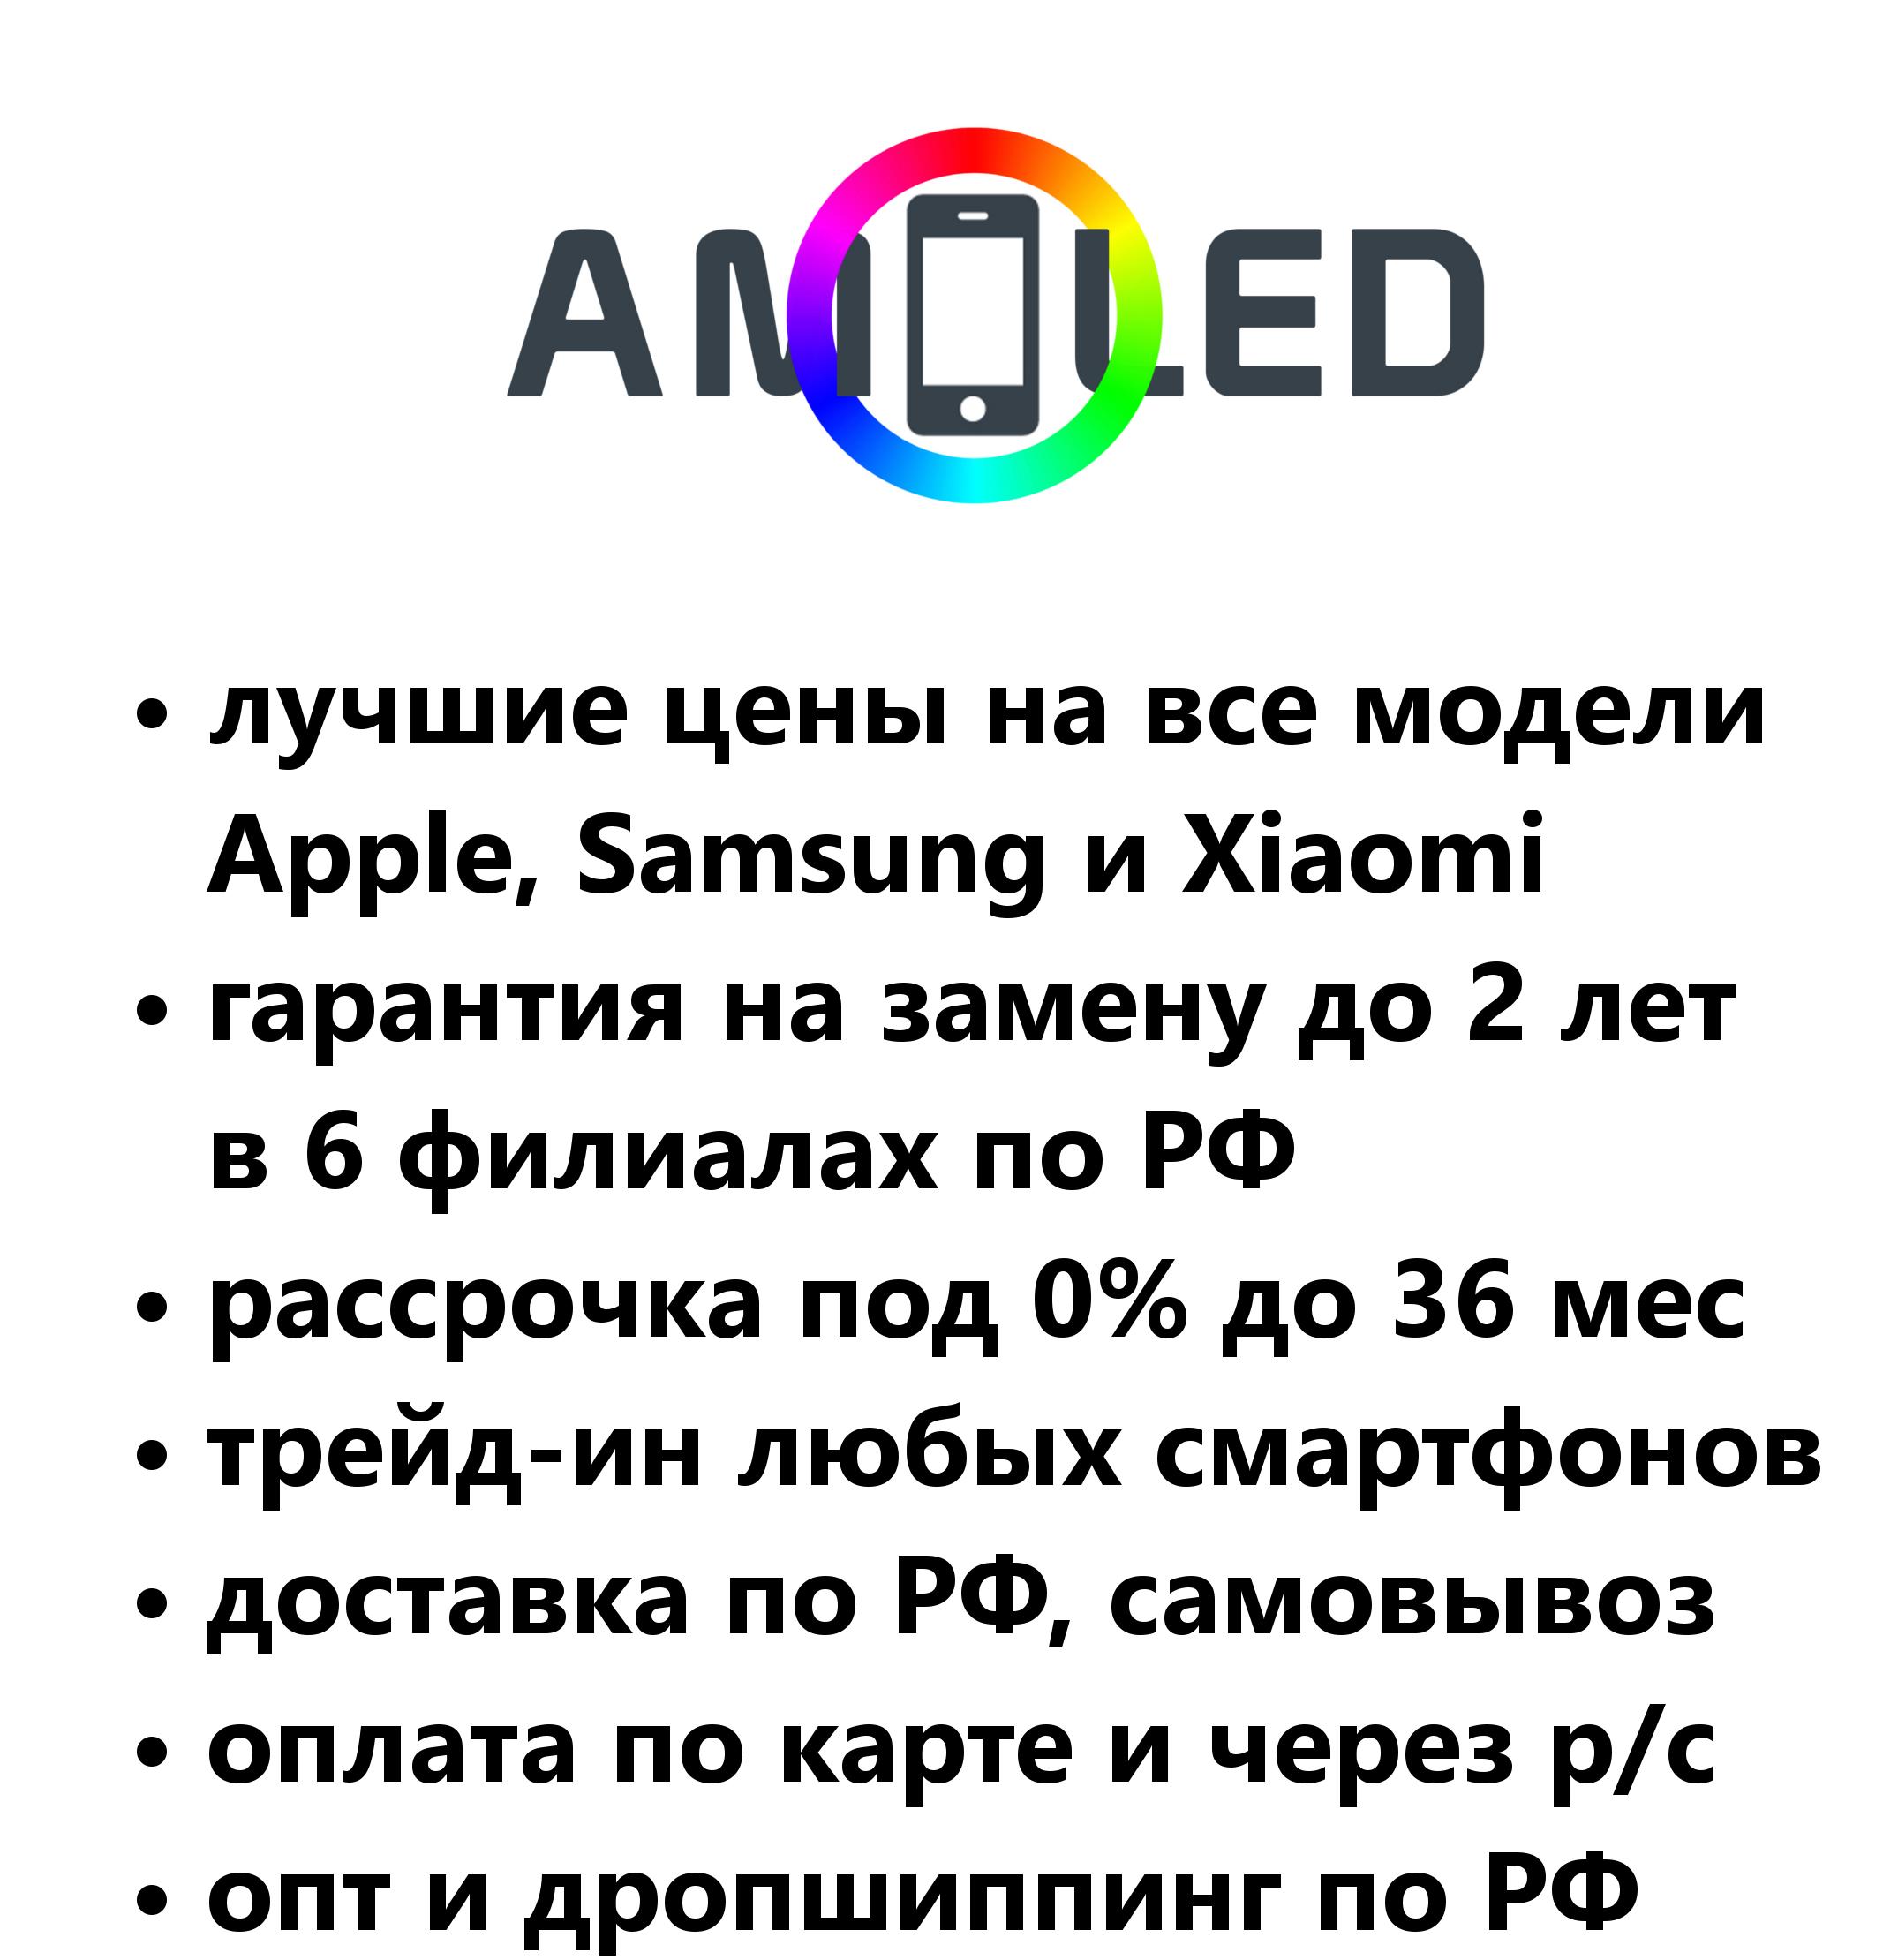 AMOLED
• лучшие цены на все модели
Apple, Samsung и Xiaomi
• гарантия на замену до 2 лет
в 6 филиалах по РФ
• рассрочка под 0% до 36 мес
• трейд-ин любых смартфонов
• доставка по РФ, самовывоз
• оплата по карте и через р/с
• опт и дропшиппинг по РФ